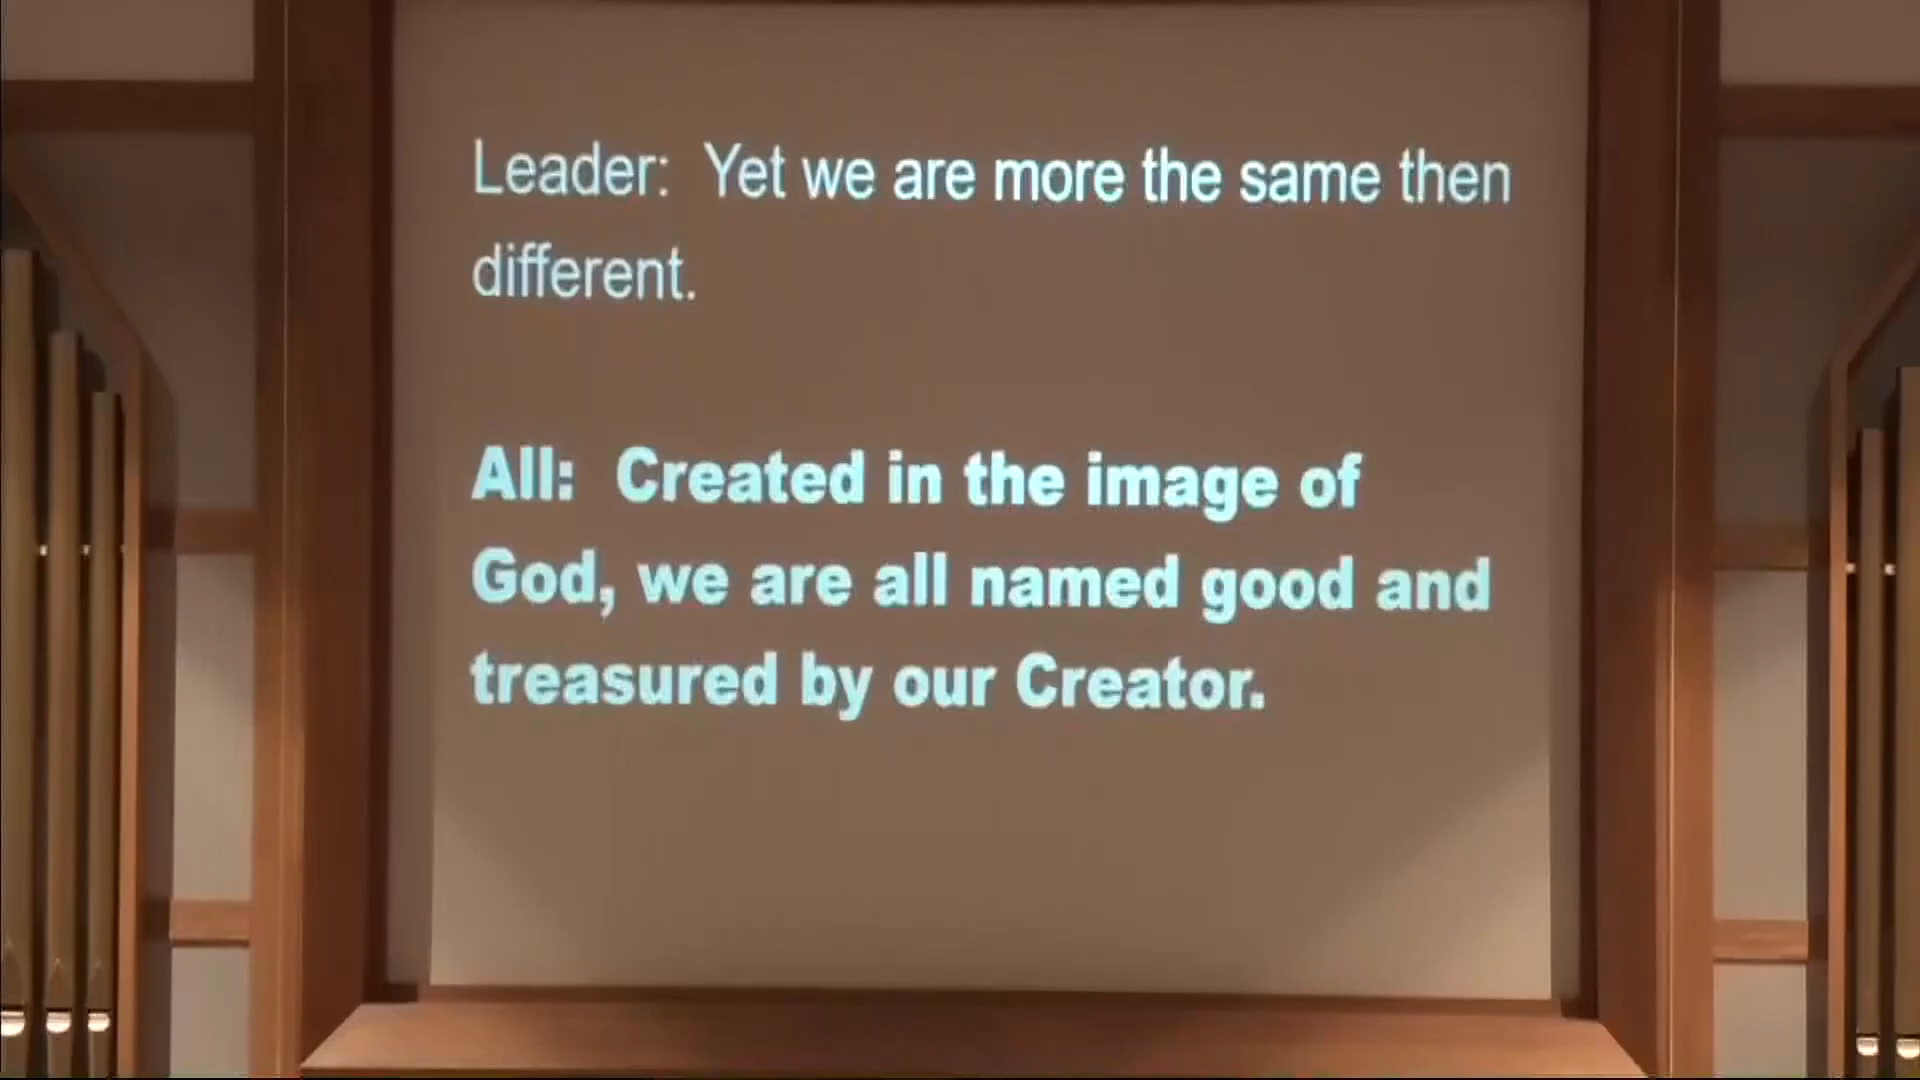 Leader:  Yet we are more the same then
different.
All:  Created in the image of
God, we are all named good and
treasured by our Creator.